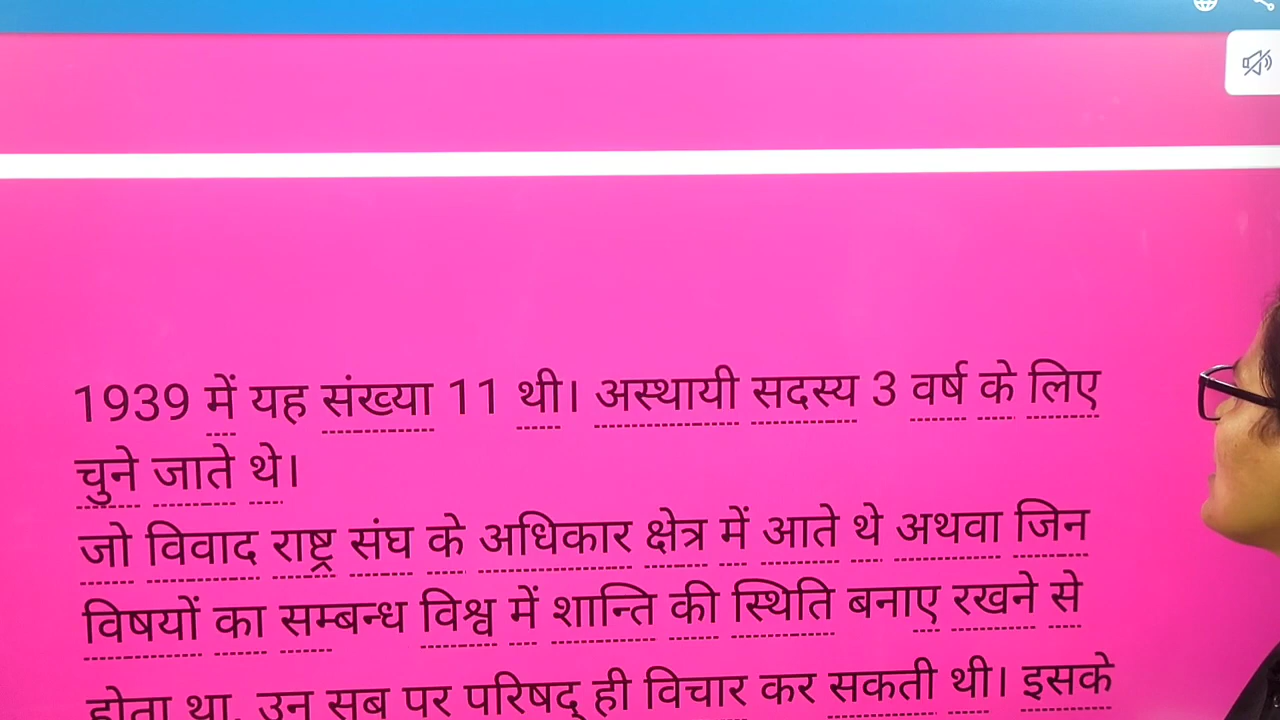 1939 में यह संख्या 11 थी। अस्थायी सदस्य 3 वर्ष के लिए
चुने जाते थे।
जो विवाद राष्ट्र संघ के अधिकार क्षेत्र में आते थे अथवा जिन
विषयों का सम्बन्ध विश्व में शान्ति की स्थिति बनाए रखने से
होता था, उन सब पर परिषद् ही विचार कर सकती थी। इसके